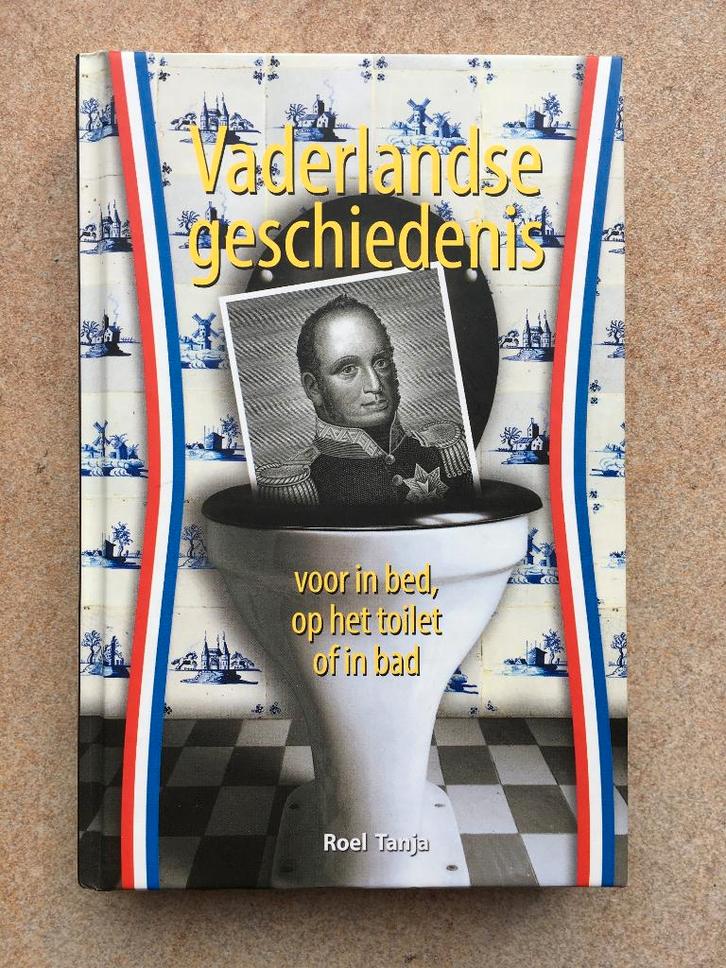 Vaderlandse
geschiedenis
voor in bed,
op het toilet
of in bad
Roel Tanja